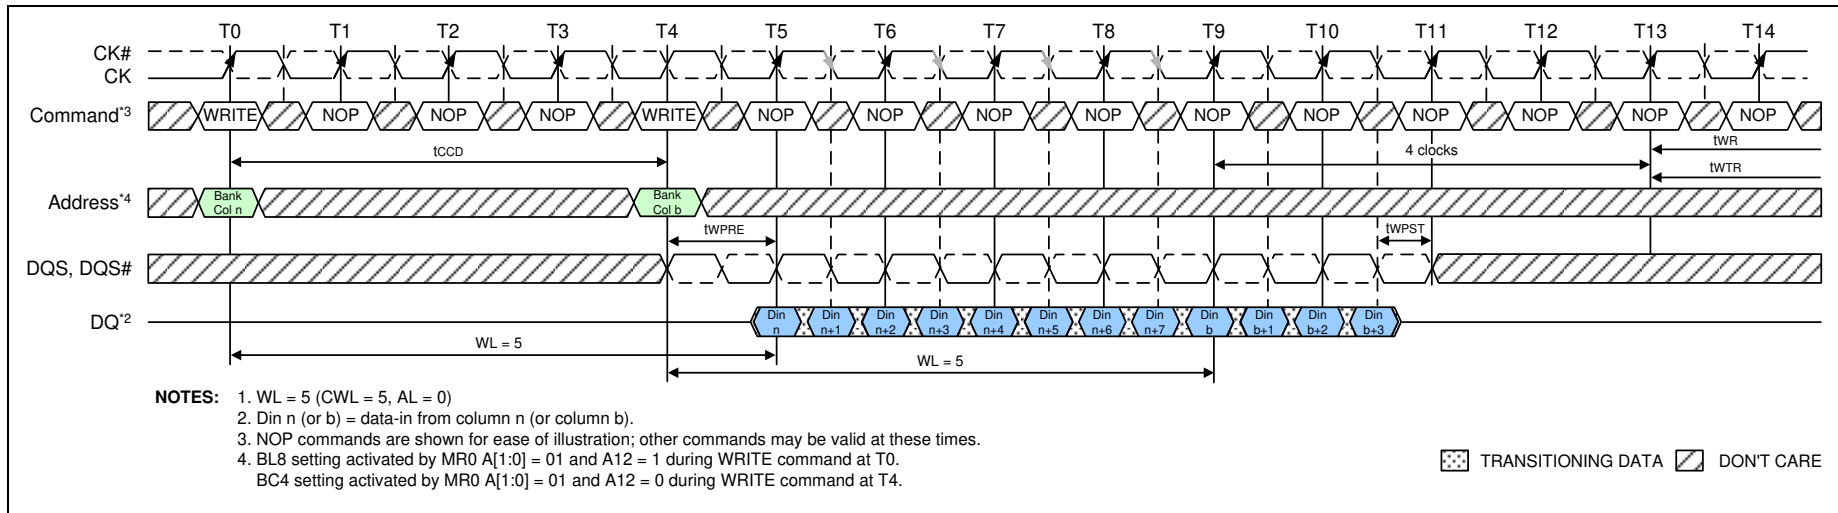 T0 T1 T2 T3 T4 T5 T6 T7 T8 T9 T10 T11 T12 T13 T14
CK#
CK
Command*3 WRITE NOP NOP NOP WRITE NOP NOP NOP NOP NOP NOP NOP NOP NOP NOP
tCCD 4 clocks tWR
tWTR
Address*4 Bank Col n Bank Col b
tWPRE tWPST
DQS, DQS#
DQ*2 Din n Din n+1 Din n+2 Din n+3 Din n+4 Din n+5 Din n+6 Din n+7 Din b Din b+1 Din b+2 Din b+3
WL = 5
WL = 5
NOTES: 1. WL = 5 (CWL = 5, AL = 0)
2. Din n (or b) = data-in from column n (or column b).
3. NOP commands are shown for ease of illustration; other commands may be valid at these times.
4. BL8 setting activated by MR0 A[1:0] = 01 and A12 = 1 during WRITE command at T0.
BC4 setting activated by MR0 A[1:0] = 01 and A12 = 0 during WRITE command at T4.
TRANSITIONING DATA DON'T CARE